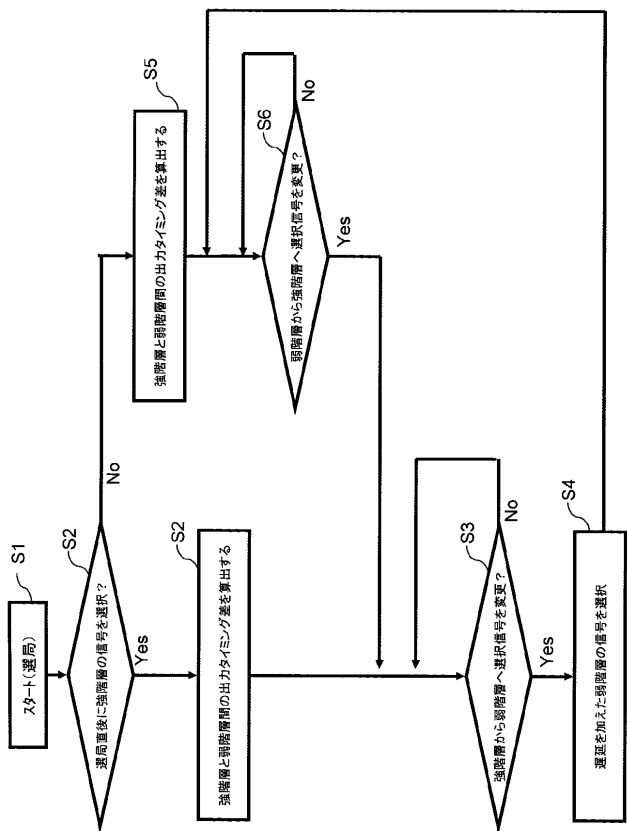 スタート(選局)
S1
選局直後に強階層の信号を選択?
S2
Yes
No
強階層と弱階層間の出力タイミング差を算出する
S2
強階層から弱階層へ選択信号を変更?
S3
No
Yes
遅延を加えた弱階層の信号を選択
S4
強階層と弱階層間の出力タイミング差を算出する
S5
弱階層から強階層へ選択信号を変更?
S6
No
Yes